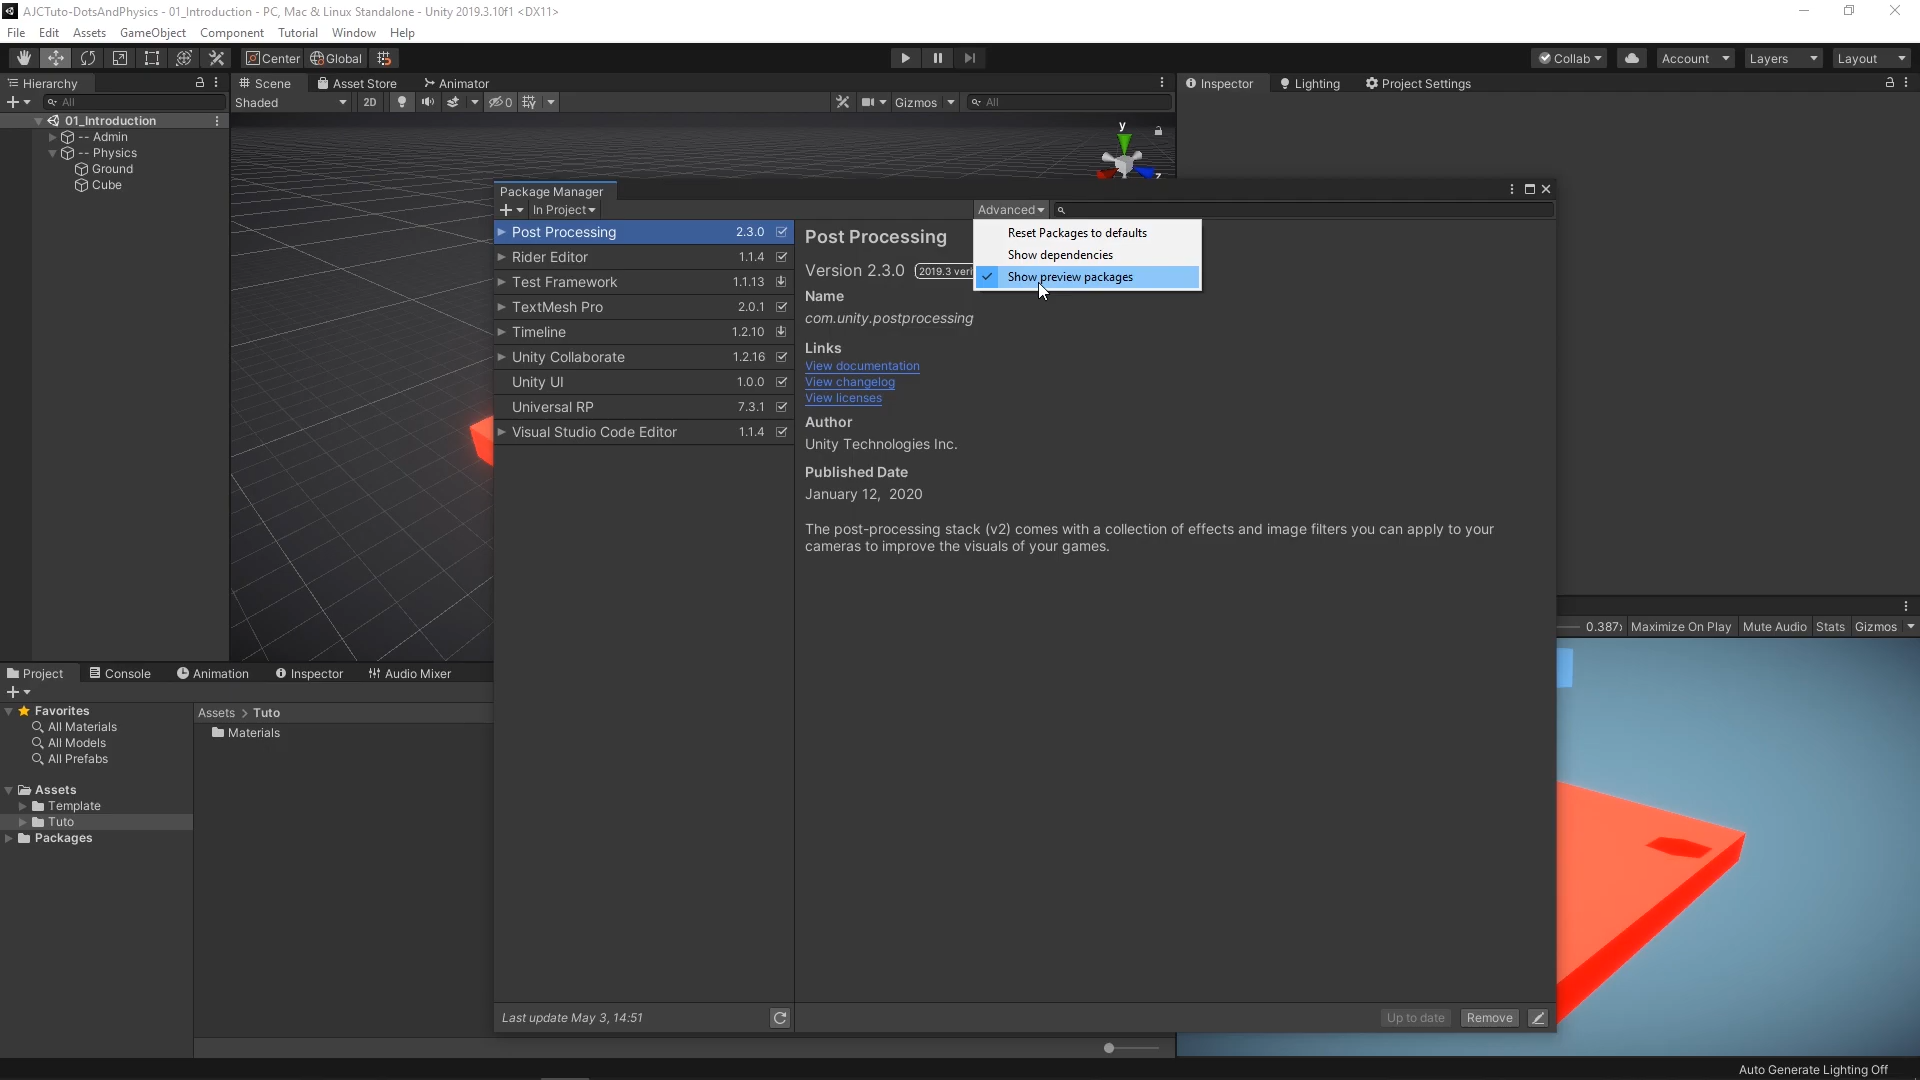 AJCTuto-DotsAndPhysics - 01_Introduction - PC, Mac & Linux Standalone - Unity 2019.3.10f1 <DX11>
File Edit Assets GameObject Component Tutorial Window Help
Center Global
Collab Account Layers Layout
Hierarchy
All
01_Introduction
-- Admin
-- Physics
Ground
Cube
Scene Asset Store Animator
Shaded 2D 0 Gizmos All
y
z
Inspector Lighting Project Settings
Package Manager
In Project Advanced
Post Processing 2.3.0
Rider Editor 1.1.4
Test Framework 1.1.13
TextMesh Pro 2.0.1
Timeline 1.2.10
Unity Collaborate 1.2.16
Unity UI 1.0.0
Universal RP 7.3.1
Visual Studio Code Editor 1.1.4
Last update May 3, 14:51
Reset Packages to defaults
Show dependencies
Show preview packages
Post Processing
Version 2.3.0 2019.3 veri
Name
com.unity.postprocessing
Links
View documentation
View changelog
View licenses
Author
Unity Technologies Inc.
Published Date
January 12, 2020
The post-processing stack (v2) comes with a collection of effects and image filters you can apply to your
cameras to improve the visuals of your games.
Up to date Remove
0.387 Maximize On Play Mute Audio Stats Gizmos
Project Console Animation Inspector Audio Mixer
Favorites
All Materials
All Models
All Prefabs
Assets
Template
Tuto
Packages
Assets > Tuto
Materials
Auto Generate Lighting Off